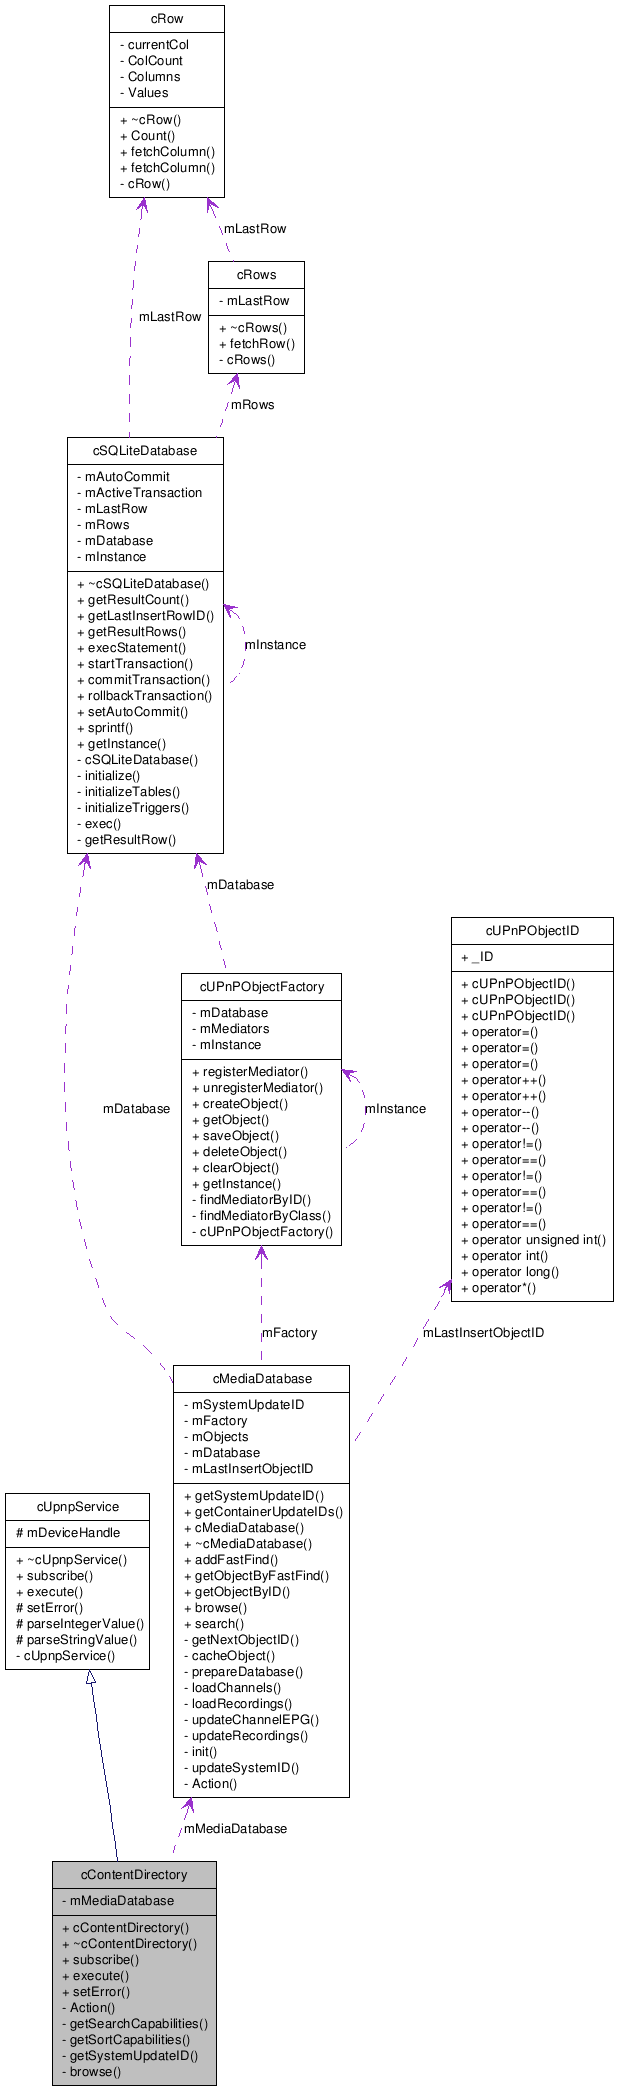 cRow
- currentCol
- ColCount
- Columns
- Values
+ ~cRow()
+ Count()
+ fetchColumn()
+ fetchColumn()
- cRow()
mLastRow
cRows
- mLastRow
+ ~cRows()
+ fetchRow()
- cRows()
mLastRow
mRows
cSQLiteDatabase
- mAutoCommit
- mActiveTransaction
- mLastRow
- mRows
- mDatabase
- mInstance
+ ~cSQLiteDatabase()
+ getResultCount()
+ getLastInsertRowID()
+ getResultRows()
+ execStatement()
+ startTransaction()
+ commitTransaction()
+ rollbackTransaction()
+ setAutoCommit()
+ sprintf()
+ getInstance()
- cSQLiteDatabase()
- initialize()
- initializeTables()
- initializeTriggers()
- exec()
- getResultRow()
mInstance
mDatabase
cUPnPObjectFactory
- mDatabase
- mMediators
- mInstance
+ registerMediator()
+ unregisterMediator()
+ createObject()
+ getObject()
+ saveObject()
+ deleteObject()
+ clearObject()
+ getInstance()
- findMediatorByID()
- findMediatorByClass()
- cUPnPObjectFactory()
mInstance
mDatabase
cUPnPObjectID
+ _ID
+ cUPnPObjectID()
+ cUPnPObjectID()
+ cUPnPObjectID()
+ operator=()
+ operator=()
+ operator=()
+ operator++()
+ operator++()
+ operator--()
+ operator--()
+ operator!=()
+ operator==()
+ operator!=()
+ operator==()
+ operator!=()
+ operator==()
+ operator unsigned int()
+ operator int()
+ operator long()
+ operator*()
mFactory
mLastInsertObjectID
cMediaDatabase
- mSystemUpdateID
- mFactory
- mObjects
- mDatabase
- mLastInsertObjectID
+ getSystemUpdateID()
+ getContainerUpdateIDs()
+ cMediaDatabase()
+ ~cMediaDatabase()
+ addFastFind()
+ getObjectByFastFind()
+ getObjectByID()
+ browse()
+ search()
- getNextObjectID()
- cacheObject()
- prepareDatabase()
- loadChannels()
- loadRecordings()
- updateChannelEPG()
- updateRecordings()
- init()
- updateSystemID()
- Action()
cUpnpService
# mDeviceHandle
+ ~cUpnpService()
+ subscribe()
+ execute()
# setError()
# parseIntegerValue()
# parseStringValue()
- cUpnpService()
mMediaDatabase
cContentDirectory
- mMediaDatabase
+ cContentDirectory()
+ ~cContentDirectory()
+ subscribe()
+ execute()
+ setError()
- Action()
- getSearchCapabilities()
- getSortCapabilities()
- getSystemUpdateID()
- browse()